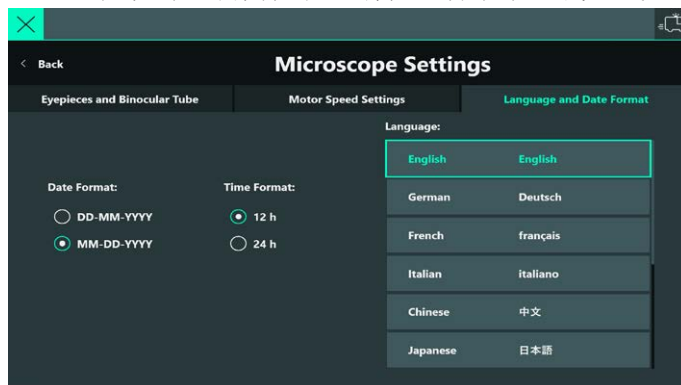 Back
Microscope Settings
Eyepieces and Binocular Tube
Motor Speed Settings
Language and Date Format
Language:
English English
German Deutsch
French français
Italian italiano
Chinese 中文
Japanese 日本語
Date Format:
DD-MM-YYYY
MM-DD-YYYY
Time Format:
12 h
24 h